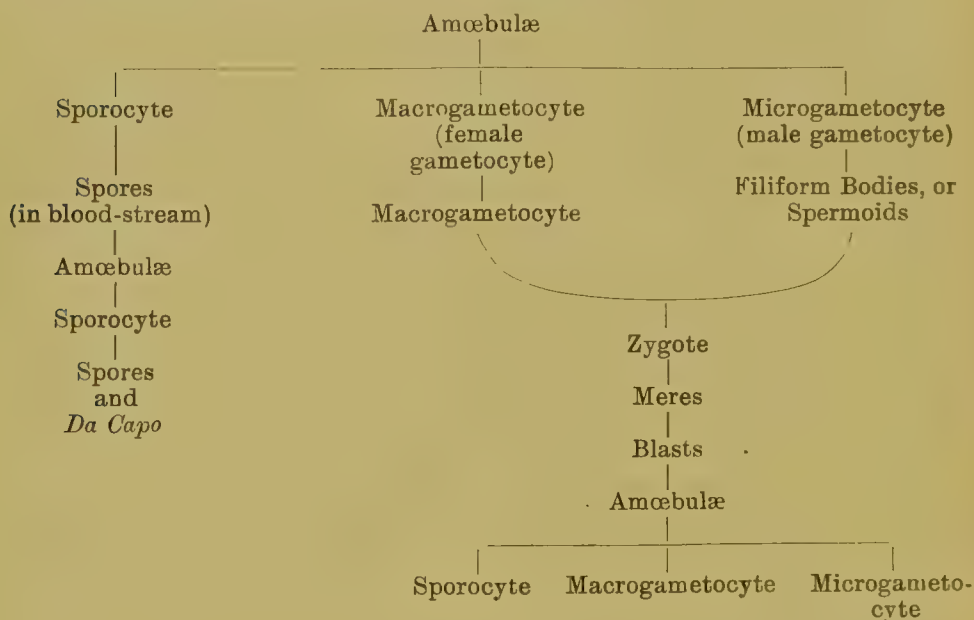 Amœbulæ
Sporocyte
Macrogametocyte
(female
gametocyte)
Microgametocyte
(male gametocyte)
Spores
(in blood-stream)
Macrogametocyte
Filiform Bodies, or
Spermoids
Amœbulæ
Sporocyte
Spores
and
Da Capo
Zygote
Meres
Blasts
Amœbulæ
Sporocyte
Macrogametocyte
Microgameto-
cyte